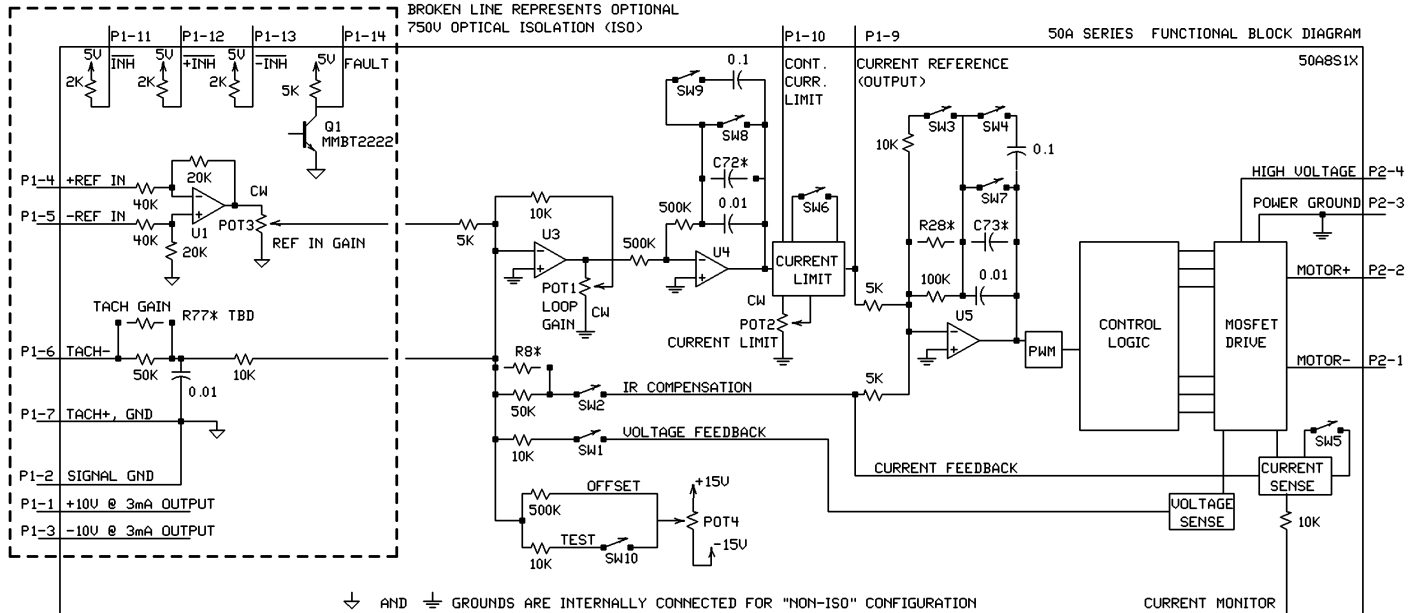 BROKEN LINE REPRESENTS OPTIONAL
750V OPTICAL ISOLATION (ISO)
50A SERIES FUNCTIONAL BLOCK DIAGRAM
50A8S1X
P1-11
P1-12
P1-13
P1-14
P1-10
P1-9
5V
INH
5V
+INH
5V
-INH
5V
FAULT
2K
2K
2K
5K
Q1
MMBT2222
CONT.
CURR.
LIMIT
CURRENT REFERENCE
(OUTPUT)
0.1
SW9
SW8
C72*
0.01
500K
SW3
SW4
10K
0.1
SW7
R28*
C73*
100K
0.01
P1-4 +REF IN
40K
20K
CW
P1-5 -REF IN
40K
U1
POT3
20K
REF IN GAIN
5K
10K
U3
500K
U4
SW6
CURRENT
LIMIT
POT1
LOOP
GAIN
CW
CW
POT2
CURRENT LIMIT
5K
U5
PWM
CONTROL
LOGIC
MOSFET
DRIVE
HIGH VOLTAGE P2-4
POWER GROUND P2-3
MOTOR+ P2-2
MOTOR- P2-1
TACH GAIN
R77* TBD
P1-6 TACH-
50K
10K
0.01
P1-7 TACH+, GND
P1-2 SIGNAL GND
P1-1 +10V @ 3mA OUTPUT
P1-3 -10V @ 3mA OUTPUT
R8*
50K
SW2
IR COMPENSATION
5K
10K
SW1
VOLTAGE FEEDBACK
CURRENT FEEDBACK
SW5
CURRENT
SENSE
VOLTAGE
SENSE
10K
OFFSET
500K
+15V
POT4
TEST
10K
SW10
-15V
AND GROUNDS ARE INTERNALLY CONNECTED FOR "NON-ISO" CONFIGURATION
CURRENT MONITOR